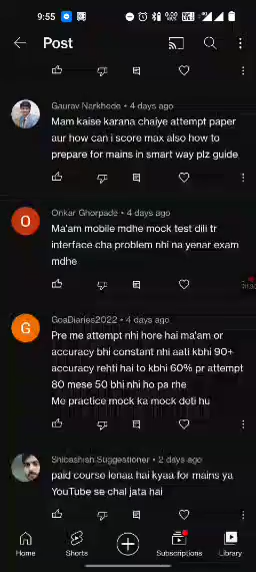 9:55
Post
Gaurav Narkhede • 4 days ago
Mam kaise karana chaiye attempt paper
aur how can i score max also how to
prepare for mains in smart way plz guide
Onkar Ghorpade • 4 days ago
Ma'am mobile mdhe mock test dili tr
interface cha problem nhi na yenar exam
mdhe
GoaDiaries2022 • 4 days ago
Pre me attempt nhi hore hai ma'am or
accuracy bhi constant nhi aati kbhi 90+
accuracy rehti hai to kbhi 60% pr attempt
80 mese 50 bhi nhi ho pa rhe
Me practice mock ka mock deti hu
Shibashish Suggestioner • 2 days ago
paid course lenaa hai kyaa for mains ya
YouTube se chal jata hai
Home
Shorts
Subscriptions
Library